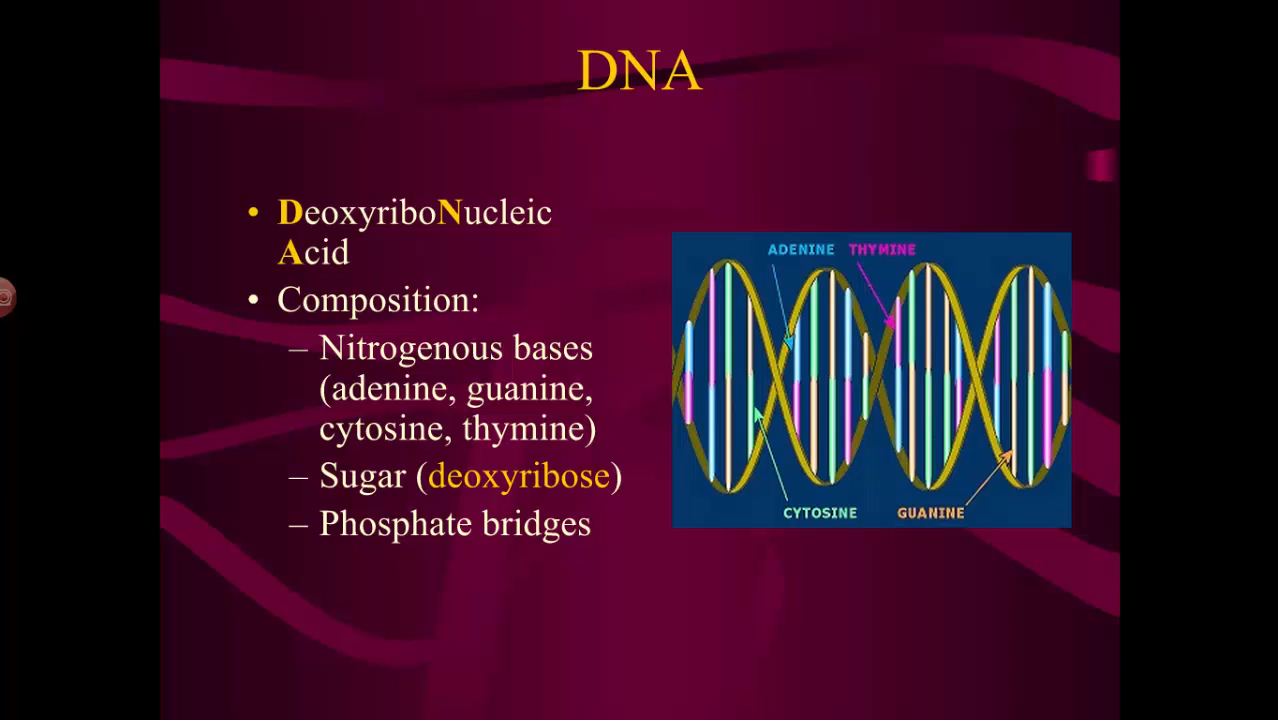 DNA
• DeoxyriboNucleic
Acid
• Composition:
– Nitrogenous bases
(adenine, guanine,
cytosine, thymine)
– Sugar (deoxyribose)
– Phosphate bridges
ADENINE THYMINE
CYTOSINE GUANINE